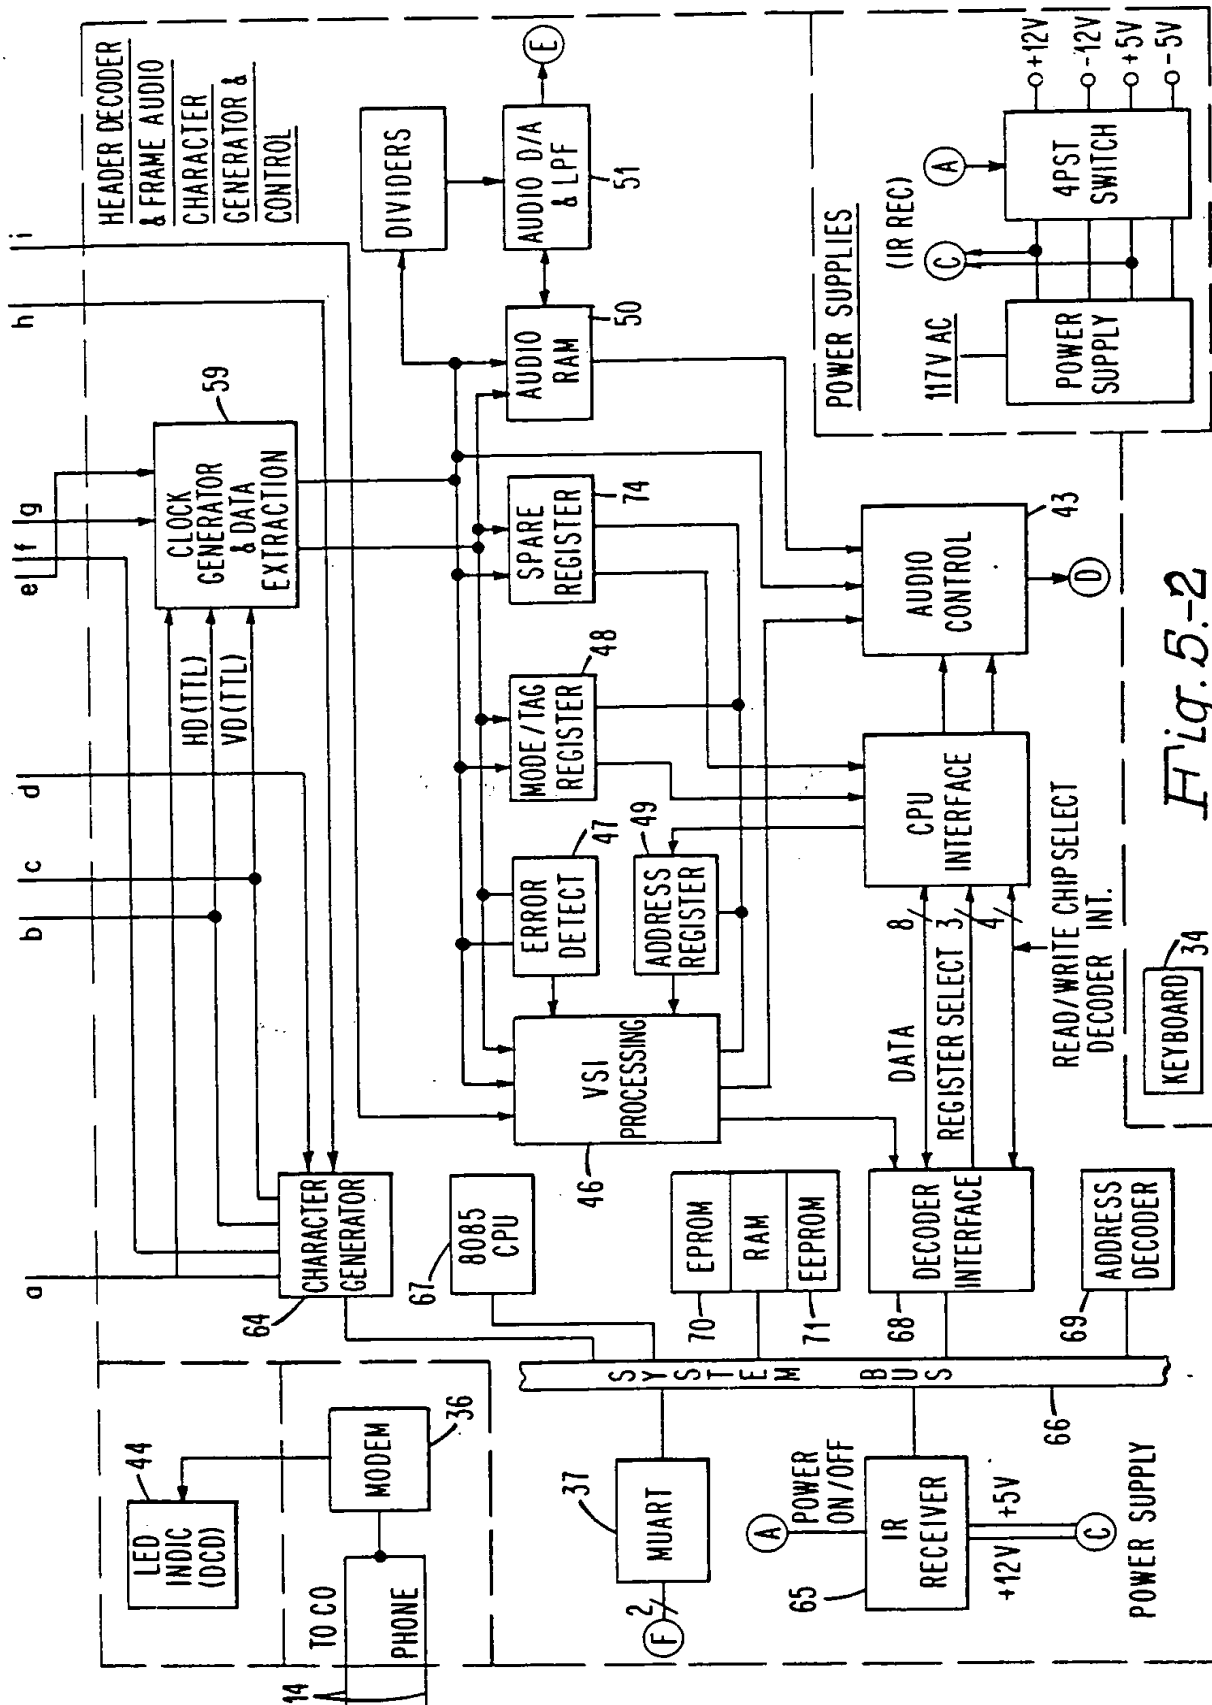 a
b
c
d
e
f
g
h
i
HEADER DECODER
& FRAME AUDIO
CHARACTER
GENERATOR &
CONTROL
44
LED
INDIC
(DCD)
TO CO
14
PHONE
MODEM
36
64
CHARACTER
GENERATOR
HD(TTL)
VD(TTL)
CLOCK
GENERATOR
& DATA
EXTRACTION
59
67
8085
CPU
DIVIDERS
E
AUDIO D/A
& LPF
51
AUDIO
RAM
50
SPARE
REGISTER
74
MODE/TAG
REGISTER
48
ERROR
DETECT
47
ADDRESS
REGISTER
49
VSI
PROCESSING
46
70
EPROM
RAM
EEPROM
71
SYSTEM BUS
66
37
MUART
2
F
A
POWER
ON/OFF
65
IR
RECEIVER
+12V
+5V
C
POWER SUPPLY
68
DECODER
INTERFACE
69
ADDRESS
DECODER
DATA
8
REGISTER SELECT
3
4
READ/WRITE CHIP SELECT
DECODER INT.
CPU
INTERFACE
AUDIO
CONTROL
43
D
KEYBOARD
34
POWER SUPPLIES
117V AC
POWER
SUPPLY
C
(IR REC)
A
4PST
SWITCH
+12V
-12V
+5V
-5V
Fig. 5.-2